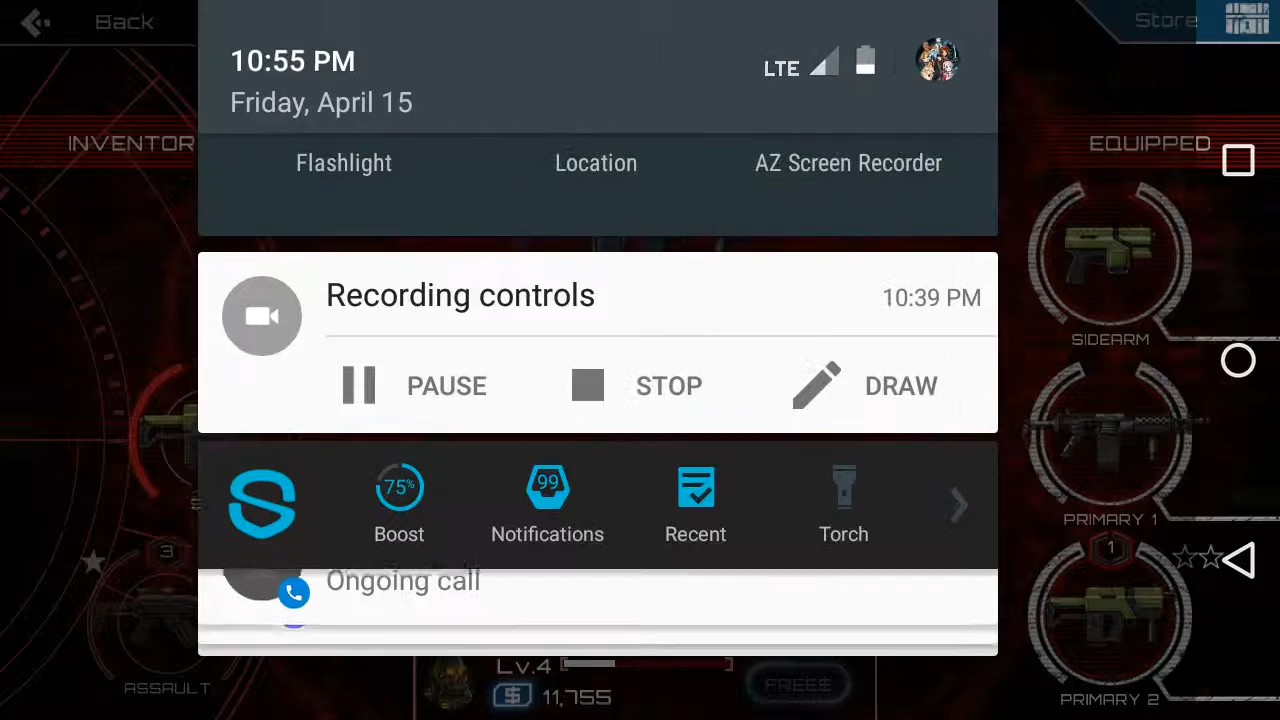 Back
Store
10:55 PM
LTE
Friday, April 15
INVENTOR
EQUIPPED
Flashlight
Location
AZ Screen Recorder
Recording controls
10:39 PM
PAUSE
STOP
DRAW
SIDEARM
75%
99
Boost
Notifications
Recent
Torch
PRIMARY 1
3
1
Ongoing call
ASSAULT
Lv.4
$ 11,755
FREE$
PRIMARY 2